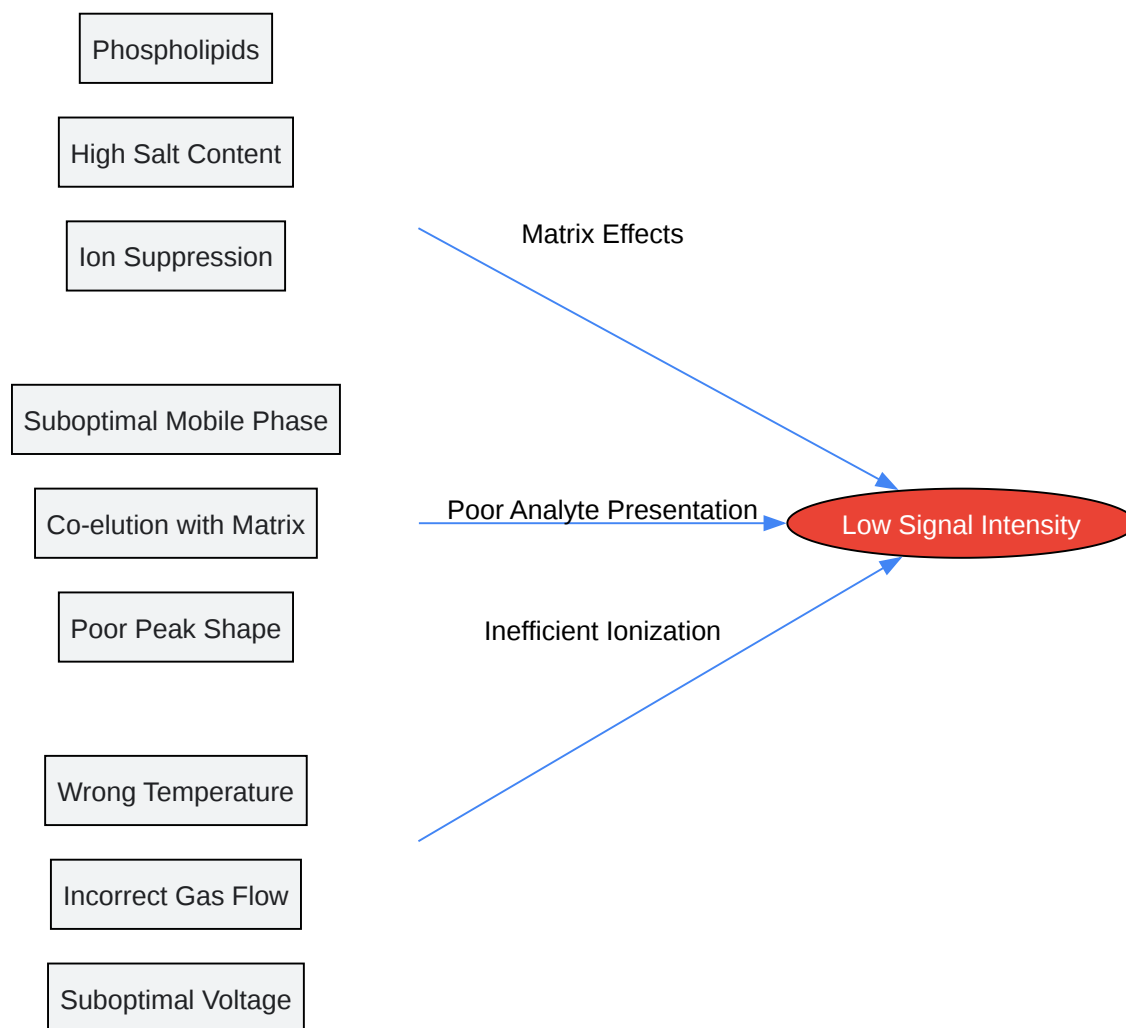 Phospholipids
High Salt Content
Ion Suppression
Matrix Effects
Suboptimal Mobile Phase
Co-elution with Matrix
Poor Peak Shape
Poor Analyte Presentation
Low Signal Intensity
Inefficient Ionization
Wrong Temperature
Incorrect Gas Flow
Suboptimal Voltage